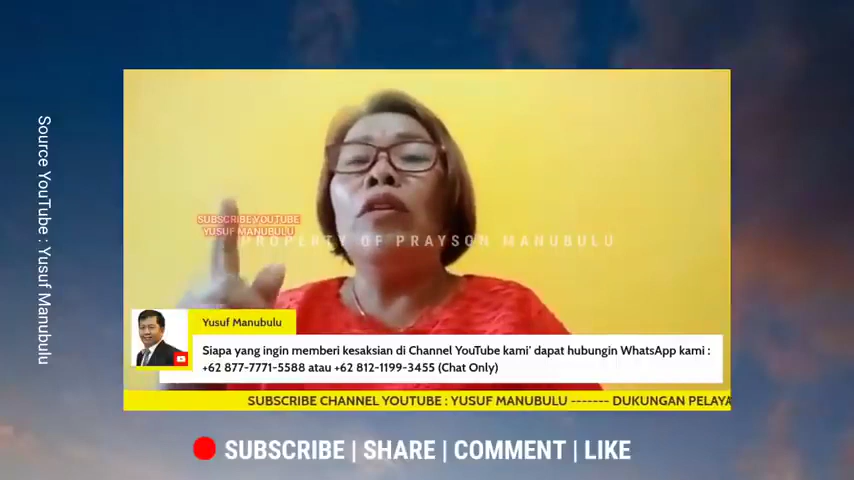 Source YouTube : Yusuf Manubulu
SUBSCRIBE YOUTUBE
YUSUF MANUBULU
PROPERTY OF PRAYSON MANUBULU
Yusuf Manubulu
Siapa yang ingin memberi kesaksian di Channel YouTube kami' dapat hubungin WhatsApp kami :
+62 877-7771-5588 atau +62 812-1199-3455 (Chat Only)
SUBSCRIBE CHANNEL YOUTUBE : YUSUF MANUBULU ------- DUKUNGAN
SUBSCRIBE | SHARE | COMMENT | LIKE